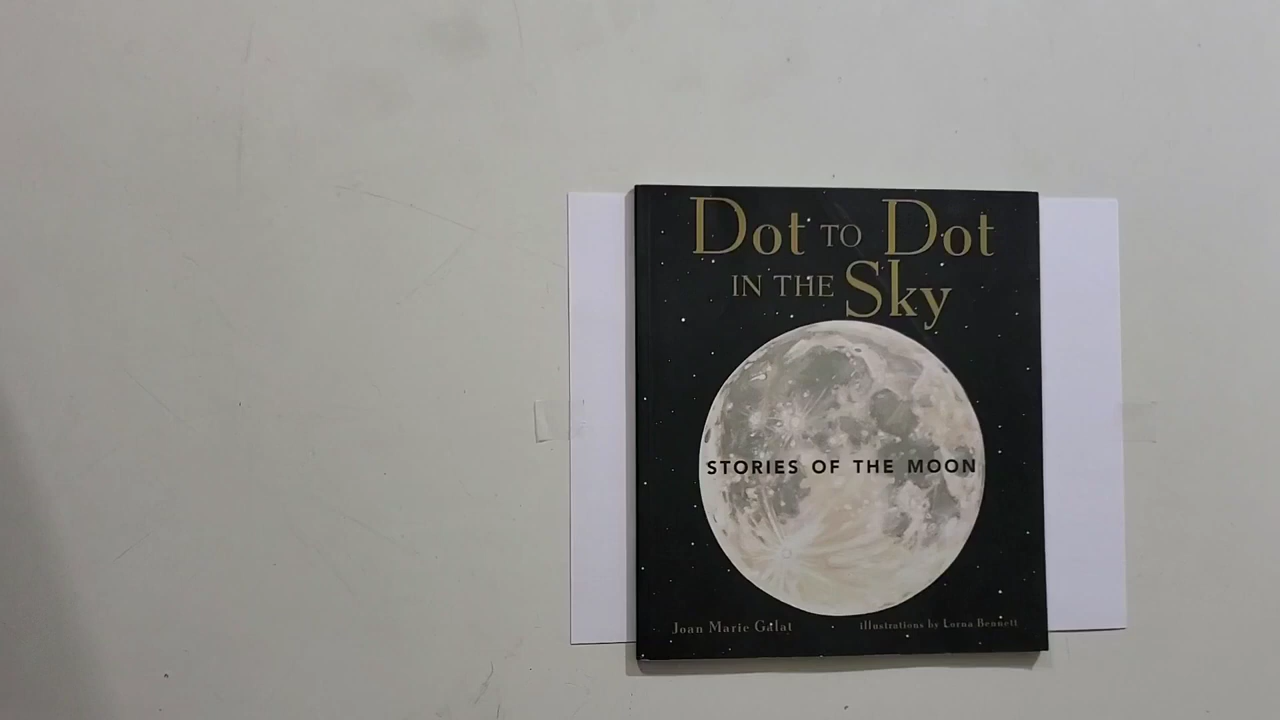 Dot TO Dot
IN THE Sky
STORIES OF THE MOON
Joan Marie Galat
illustrations by Lorna Bennett